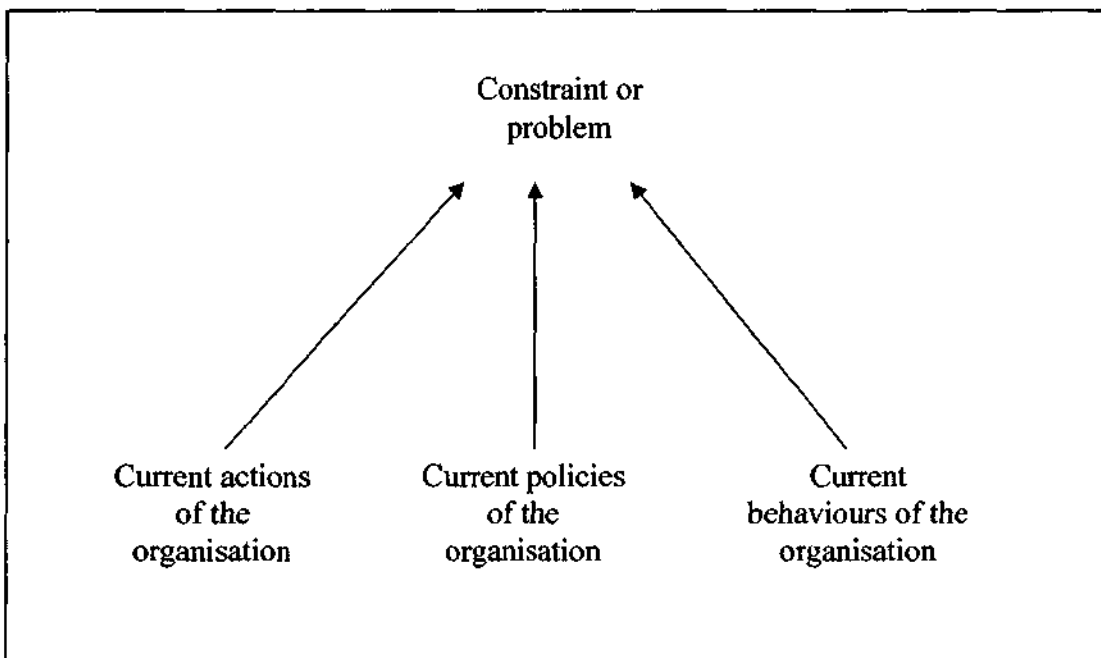 Constraint or
problem
Current actions
of the
organisation
Current policies
of the
organisation
Current
behaviours of the
organisation